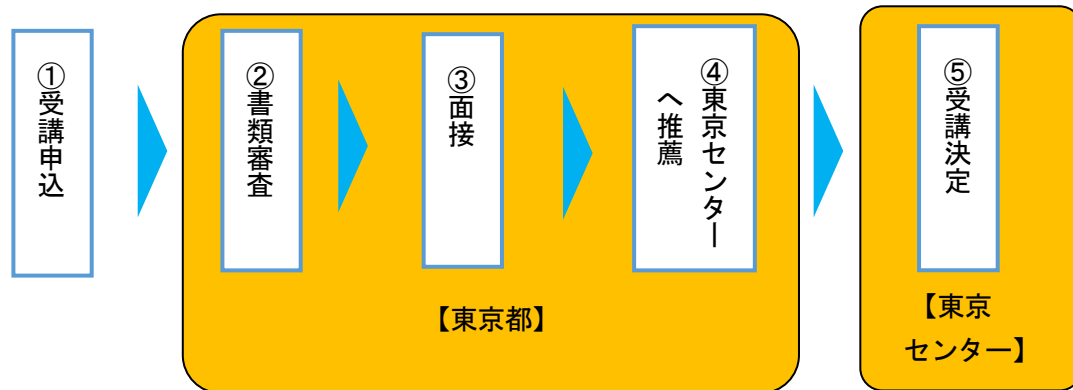 ①受講申込
②書類審査
③面接
④東京センター
へ推薦
⑤受講決定
【東京都】
【東京
センター】